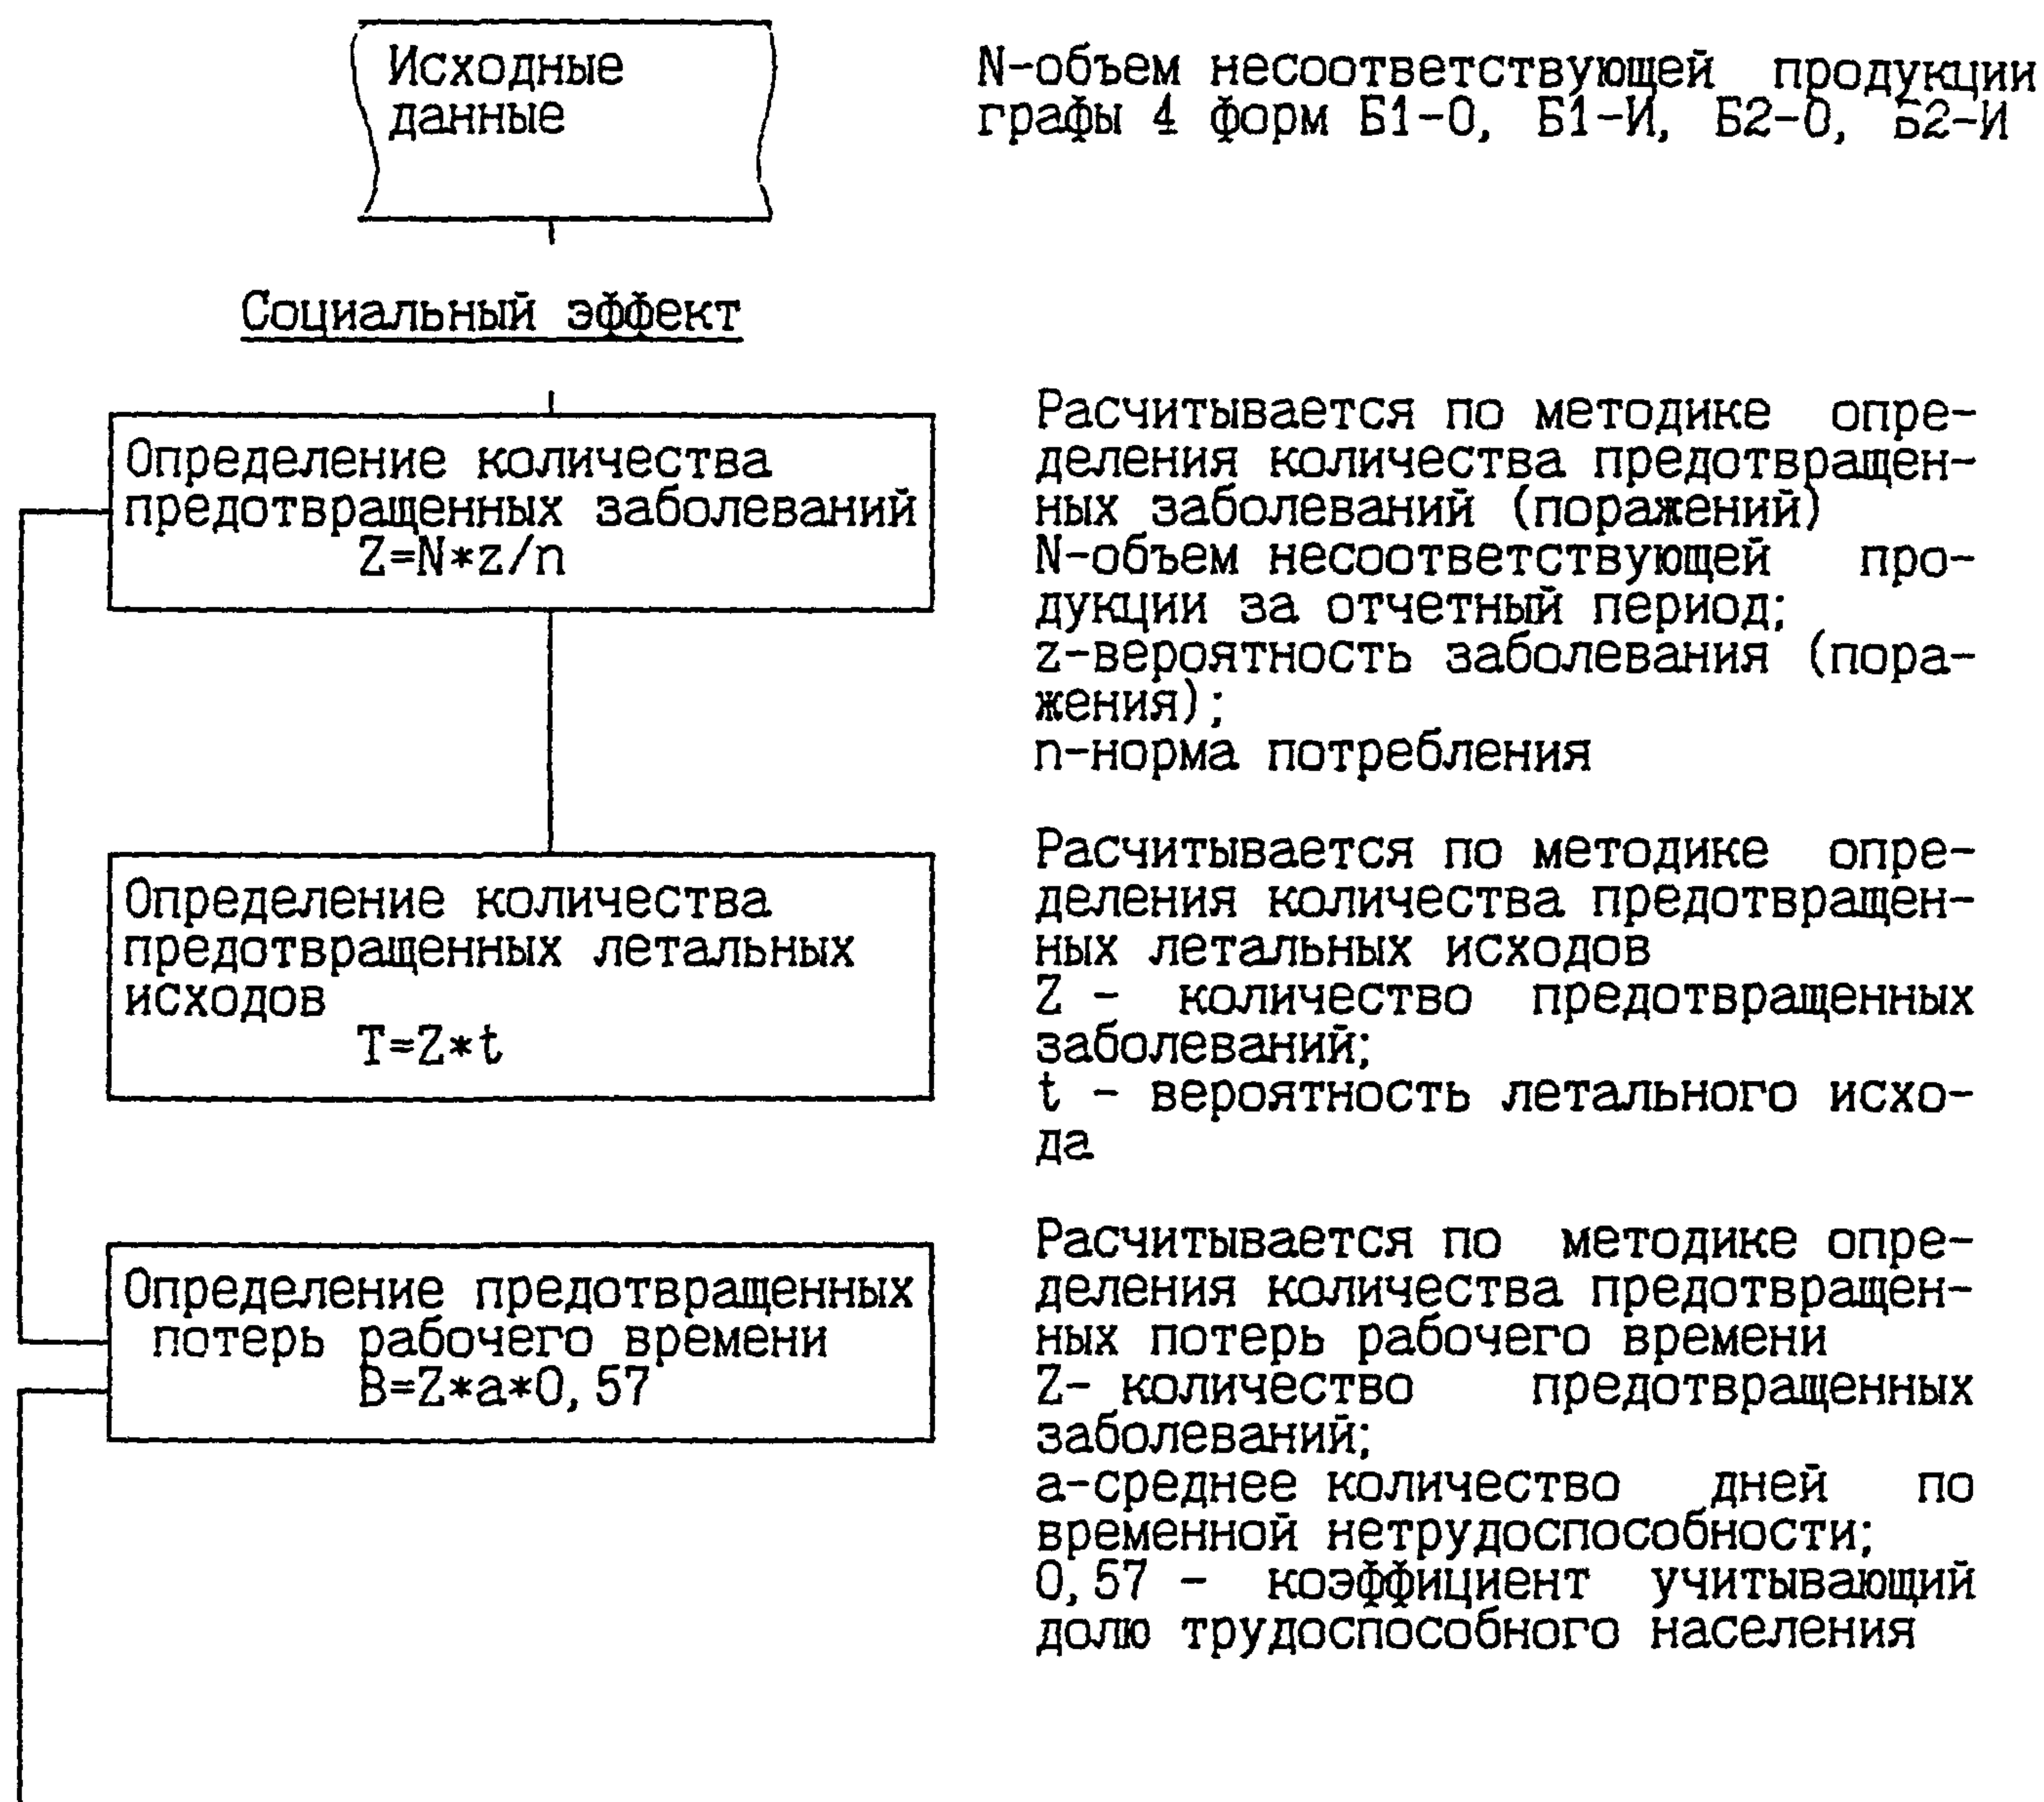 Исходные
данные
N-объем несоответствующей продукции
графы 4 форм Б1-О, Б1-И, Б2-О, Б2-И
Социальный эффект
Определение количества
предотвращенных заболеваний
Z=N*z/n
Расчитывается по методике опре-
деления количества предотвращен-
ных заболеваний (поражений)
N-объем несоответствующей про-
дукции за отчетный период;
z-вероятность заболевания (пора-
жения);
n-норма потребления
Определение количества
предотвращенных летальных
исходов
T=Z*t
Расчитывается по методике опре-
деления количества предотвращен-
ных летальных исходов
Z - количество предотвращенных
заболеваний;
t - вероятность летального исхо-
да
Определение предотвращенных
потерь рабочего времени
B=Z*a*0,57
Расчитывается по методике опре-
деления количества предотвращен-
ных потерь рабочего времени
Z- количество предотвращенных
заболеваний;
а-среднее количество дней по
временной нетрудоспособности;
0,57 - коэффициент учитывающий
долю трудоспособного населения